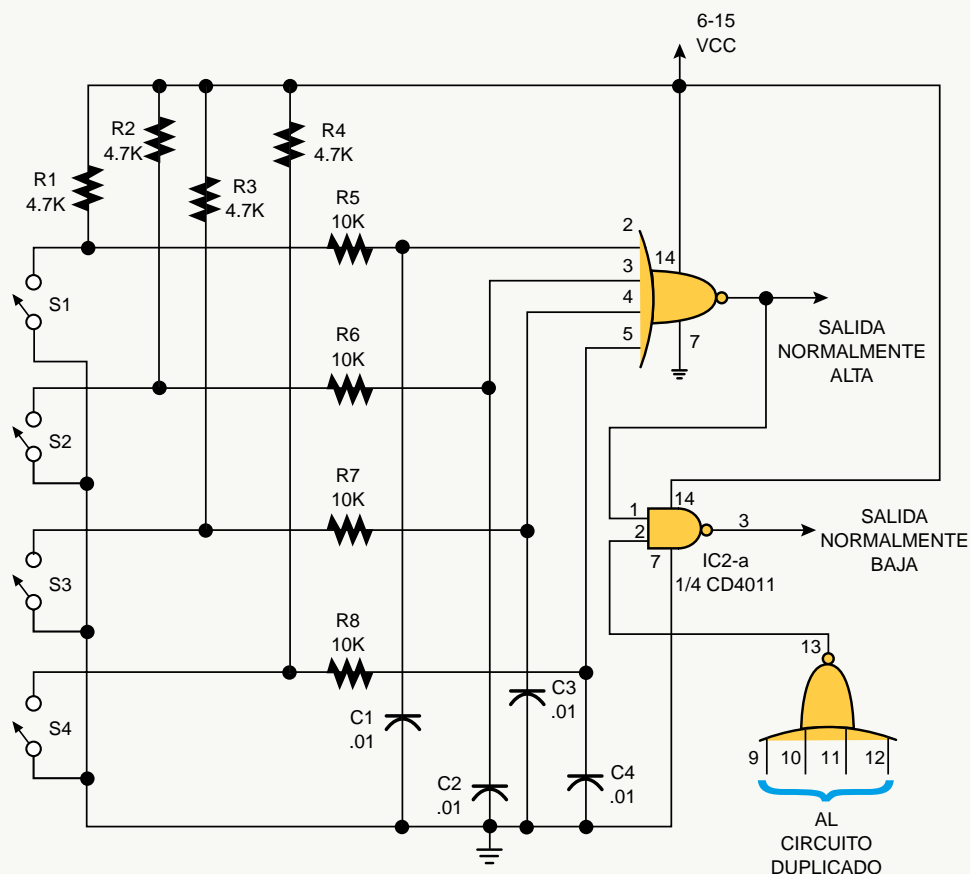 6-15
VCC
R1
4.7K
R2
4.7K
R3
4.7K
R4
4.7K
R5
10K
2
3
4
5
14
7
SALIDA
NORMALMENTE
ALTA
S1
R6
10K
S2
R7
10K
1
2
14
7
3
SALIDA
NORMALMENTE
BAJA
IC2-a
1/4 CD4011
S3
R8
10K
13
S4
C1
.01
C3
.01
C2
.01
C4
.01
9
10
11
12
AL
CIRCUITO
DUPLICADO